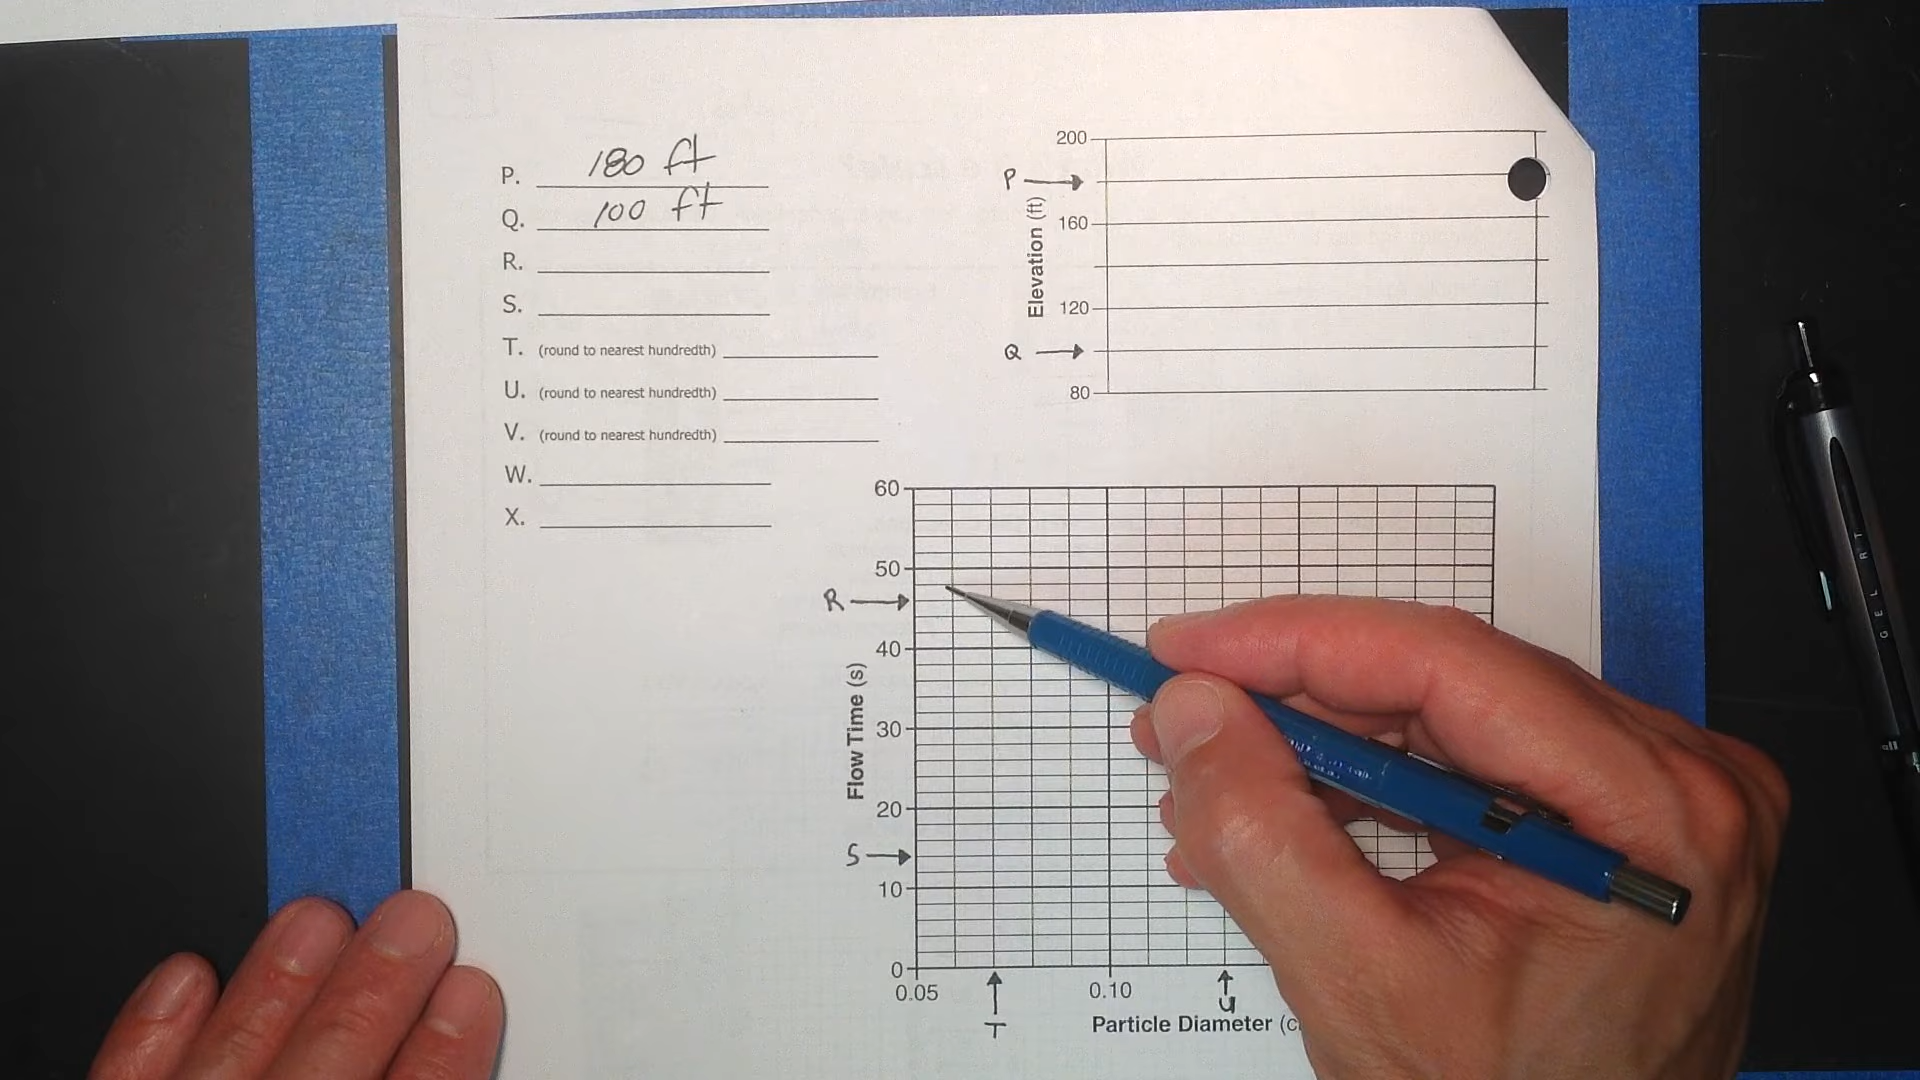 P. 180 ft
Q. 100 ft
R.
S.
T. (round to nearest hundredth)
U. (round to nearest hundredth)
V. (round to nearest hundredth)
W.
X.
200
P
160
Elevation (ft)
120
Q
80
60
50
R
40
Flow Time (s)
30
20
S
10
0
0.05
0.10
T
U
Particle Diameter
GELRT